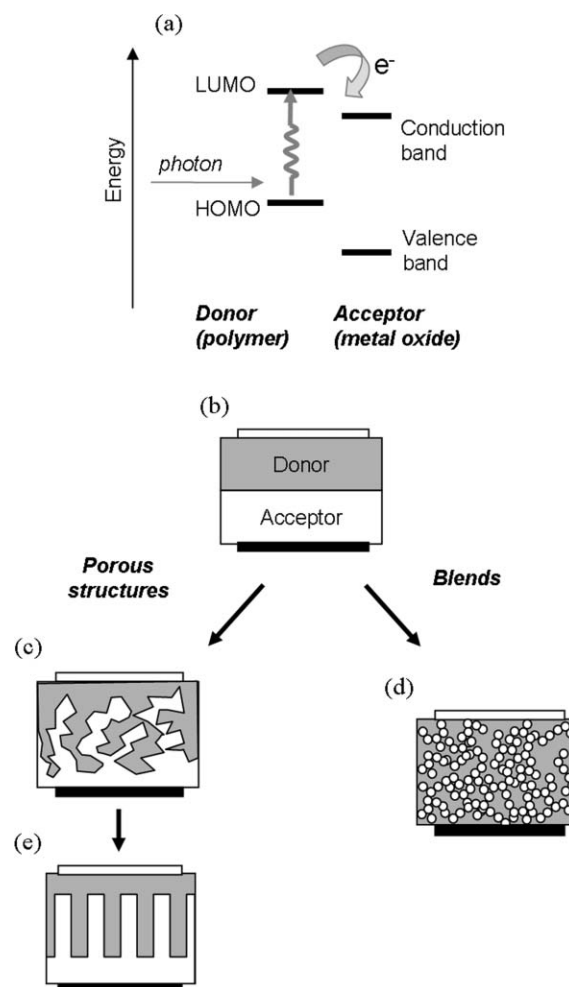 (a)
LUMO
e-
Conduction
band
Energy
photon
HOMO
Valence
band
Donor
(polymer)
Acceptor
(metal oxide)
(b)
Donor
Acceptor
Porous
structures
Blends
(c)
(d)
(e)